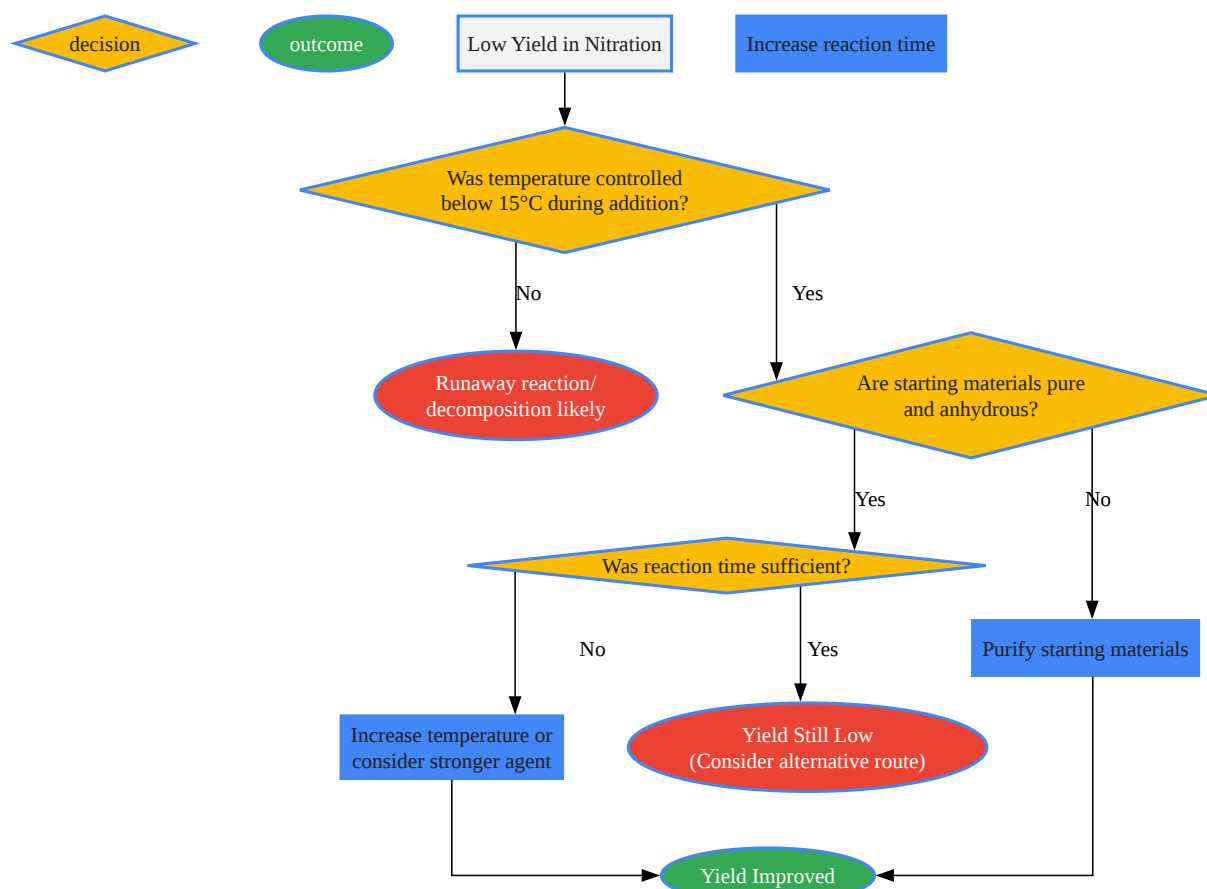 decision
outcome
Low Yield in Nitration
Increase reaction time
Was temperature controlled
below 15°C during addition?
No
Yes
Runaway reaction/
decomposition likely
Are starting materials pure
and anhydrous?
Yes
No
Was reaction time sufficient?
No
Yes
Purify starting materials
Increase temperature or
consider stronger agent
Yield Still Low
(Consider alternative route)
Yield Improved